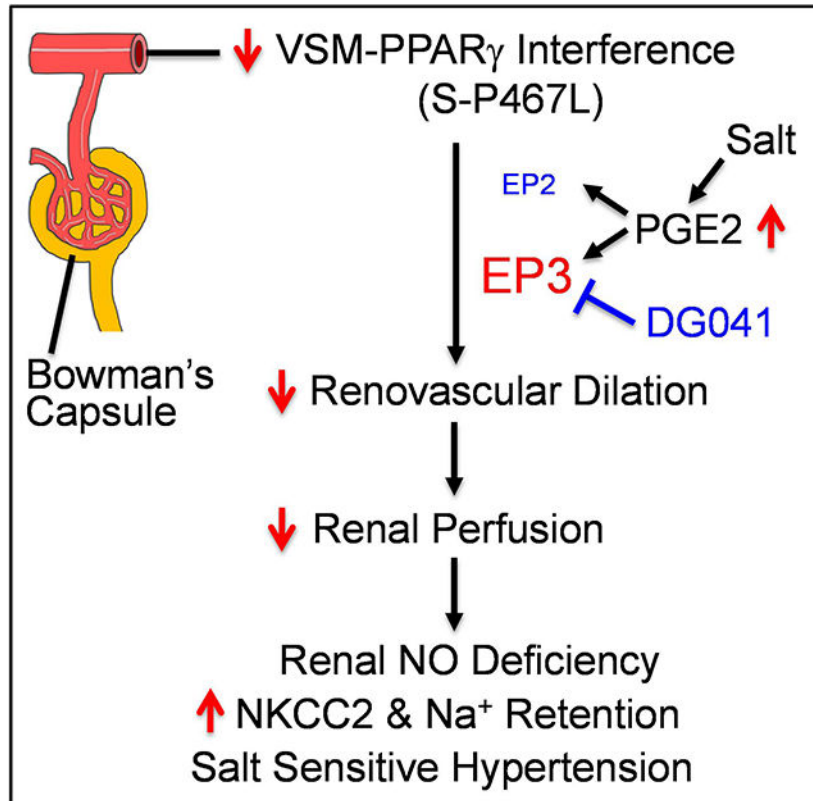 VSM-PPARγ Interference
(S-P467L)
Salt
EP2
PGE2
EP3
DG041
Bowman's
Capsule
Renovascular Dilation
Renal Perfusion
Renal NO Deficiency
NKCC2 & Na⁺ Retention
Salt Sensitive Hypertension